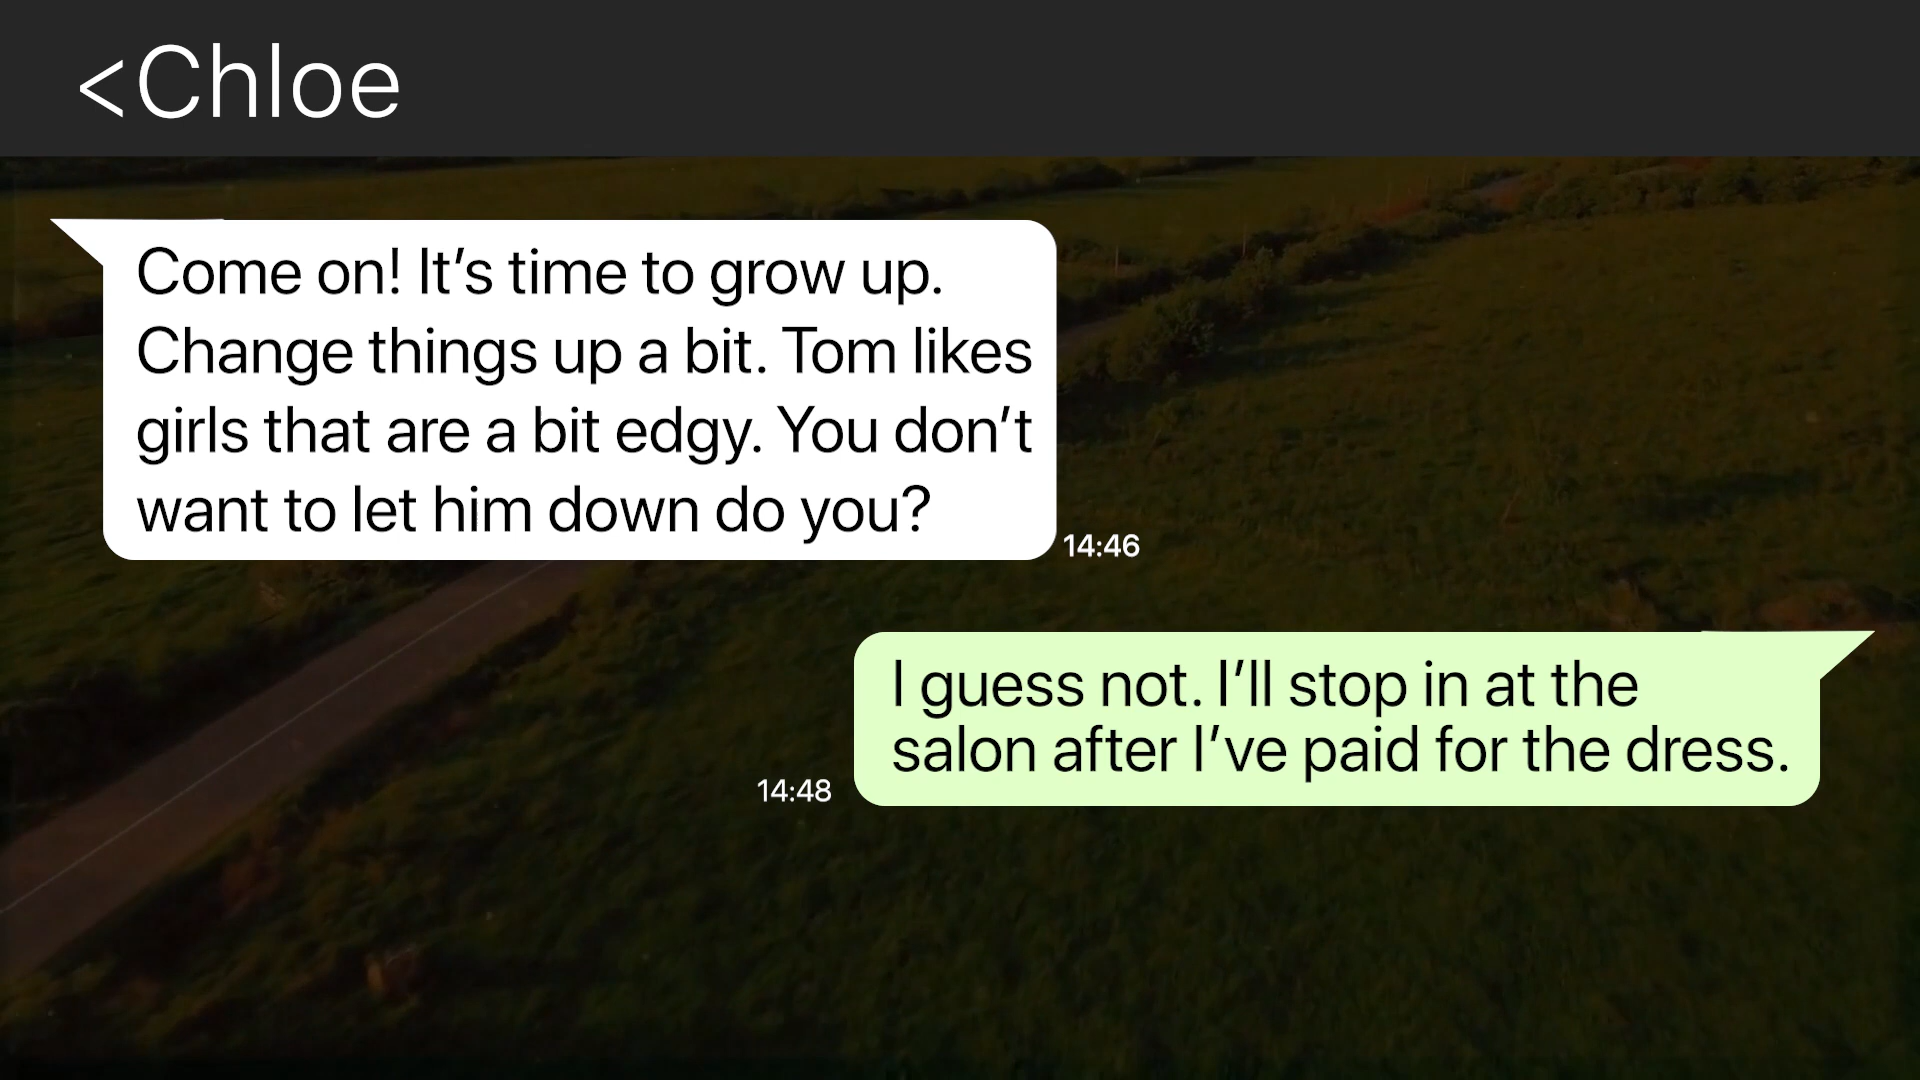 <Chloe
Come on! It’s time to grow up.
Change things up a bit. Tom likes
girls that are a bit edgy. You don’t
want to let him down do you?
14:46
I guess not. I’ll stop in at the
salon after I’ve paid for the dress.
14:48